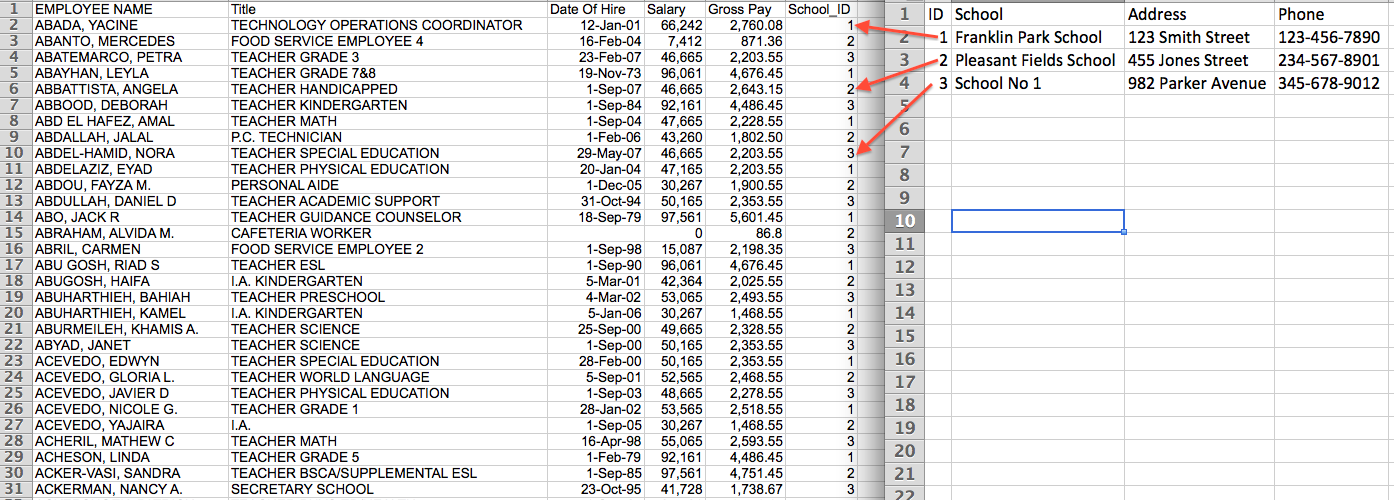 1 EMPLOYEE NAME Title Date Of Hire Salary Gross Pay School_ID
2 ABADA, YACINE TECHNOLOGY OPERATIONS COORDINATOR 12-Jan-01 66,242 2,760.08 1
3 ABANTO, MERCEDES FOOD SERVICE EMPLOYEE 4 16-Feb-04 7,412 871.36 2
4 ABATEMARCO, PETRA TEACHER GRADE 3 23-Feb-07 46,665 2,203.55 3
5 ABAYHAN, LEYLA TEACHER GRADE 7&8 19-Nov-73 96,061 4,676.45 1
6 ABBATTISTA, ANGELA TEACHER HANDICAPPED 1-Sep-07 46,665 2,643.15 2
7 ABBOOD, DEBORAH TEACHER KINDERGARTEN 1-Sep-84 92,161 4,486.45 3
8 ABD EL HAFEZ, AMAL TEACHER MATH 1-Sep-04 47,665 2,228.55 1
9 ABDALLAH, JALAL P.C. TECHNICIAN 1-Feb-06 43,260 1,802.50 2
10 ABDEL-HAMID, NORA TEACHER SPECIAL EDUCATION 29-May-07 46,665 2,203.55 3
11 ABDELAZIZ, EYAD TEACHER PHYSICAL EDUCATION 20-Jan-04 47,165 2,203.55 1
12 ABDOU, FAYZA M. PERSONAL AIDE 1-Dec-05 30,267 1,900.55 2
13 ABDULLAH, DANIEL D TEACHER ACADEMIC SUPPORT 31-Oct-94 50,165 2,353.55 3
14 ABO, JACK R TEACHER GUIDANCE COUNSELOR 18-Sep-79 97,561 5,601.45 1
15 ABRAHAM, ALVIDA M. CAFETERIA WORKER 0 86.8 2
16 ABRIL, CARMEN FOOD SERVICE EMPLOYEE 2 1-Sep-98 15,087 2,198.35 3
17 ABU GOSH, RIAD S TEACHER ESL 1-Sep-90 96,061 4,676.45 1
18 ABUGOSH, HAIFA I.A. KINDERGARTEN 5-Mar-01 42,364 2,025.55 2
19 ABUHARTHIEH, BAHIAH TEACHER PRESCHOOL 4-Mar-02 53,065 2,493.55 3
20 ABUHARTHIEH, KAMEL I.A. KINDERGARTEN 5-Jan-06 30,267 1,468.55 1
21 ABURMEILEH, KHAMIS A. TEACHER SCIENCE 25-Sep-00 49,665 2,328.55 2
22 ABYAD, JANET TEACHER SCIENCE 1-Sep-00 50,165 2,353.55 3
23 ACEVEDO, EDWYN TEACHER SPECIAL EDUCATION 28-Feb-00 50,165 2,353.55 1
24 ACEVEDO, GLORIA L. TEACHER WORLD LANGUAGE 5-Sep-01 52,565 2,468.55 2
25 ACEVEDO, JAVIER D TEACHER PHYSICAL EDUCATION 1-Sep-03 48,665 2,278.55 3
26 ACEVEDO, NICOLE G. TEACHER GRADE 1 28-Jan-02 53,565 2,518.55 1
27 ACEVEDO, YAJAIRA I.A. 1-Sep-05 30,267 1,468.55 2
28 ACHERIL, MATHEW C TEACHER MATH 16-Apr-98 55,065 2,593.55 3
29 ACHESON, LINDA TEACHER GRADE 5 1-Feb-79 92,161 4,486.45 1
30 ACKER-VASI, SANDRA TEACHER BSCA/SUPPLEMENTAL ESL 1-Sep-85 97,561 4,751.45 2
31 ACKERMAN, NANCY A. SECRETARY SCHOOL 23-Oct-95 41,728 1,738.67 3
1 ID School Address Phone
2 1 Franklin Park School 123 Smith Street 123-456-7890
3 2 Pleasant Fields School 455 Jones Street 234-567-8901
4 3 School No 1 982 Parker Avenue 345-678-9012
5
6
7
8
9
10
11
12
13
14
15
16
17
18
19
20
21
22